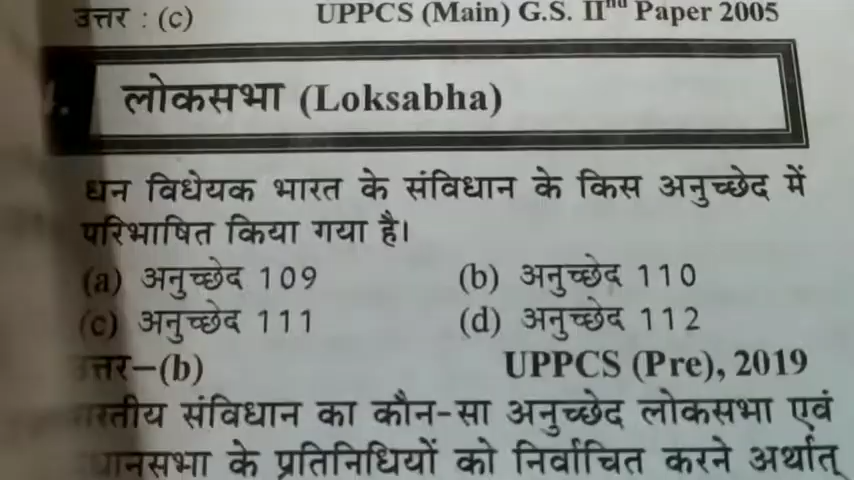 उत्तर : (c) UPPCS (Main) G.S. IInd Paper 2005
लोकसभा (Loksabha)
धन विधेयक भारत के संविधान के किस अनुच्छेद में
परिभाषित किया गया है।
(a) अनुच्छेद 109 (b) अनुच्छेद 110
(c) अनुच्छेद 111 (d) अनुच्छेद 112
उत्तर–(b) UPPCS (Pre), 2019
भारतीय संविधान का कौन-सा अनुच्छेद लोकसभा एवं
विधानसभा के प्रतिनिधियों को निर्वाचित करने अर्थात्